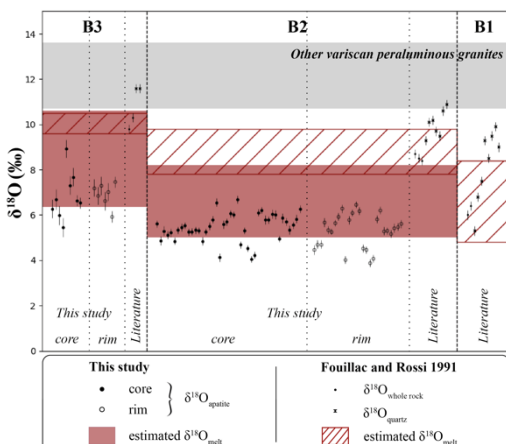 B3 B2 B1
Other variscan peraluminous granites
14
12
10
8
6
4
2
0
δ¹⁸O (‰)
This study
core rim
Literature
This study
core rim
Literature
Literature
This study
core
rim
δ¹⁸Oapatite
estimated δ¹⁸Omelt
Fouillac and Rossi 1991
δ¹⁸Owhole rock
δ¹⁸Oquartz
estimated δ¹⁸Omelt